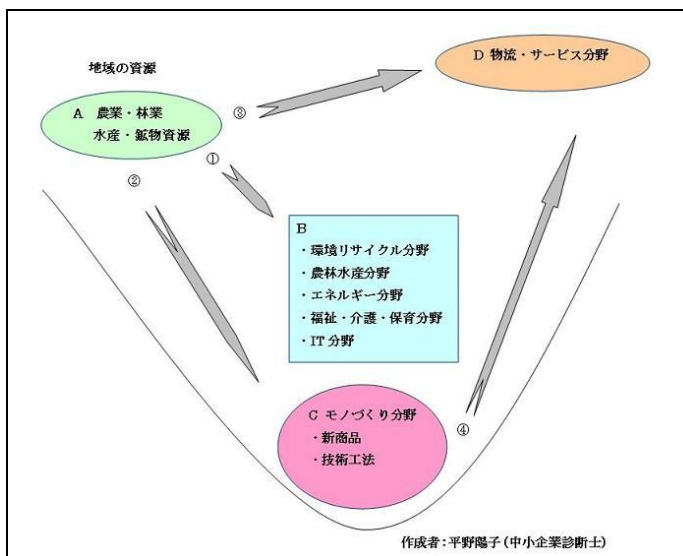 地域の資源
D 物流・サービス分野
A 農業・林業
水産・鉱物資源
③
①
②
B
・環境リサイクル分野
・農林水産分野
・エネルギー分野
・福祉・介護・保育分野
・IT分野
C モノづくり分野
・新商品
・技術工法
④
作成者：平野陽子（中小企業診断士）